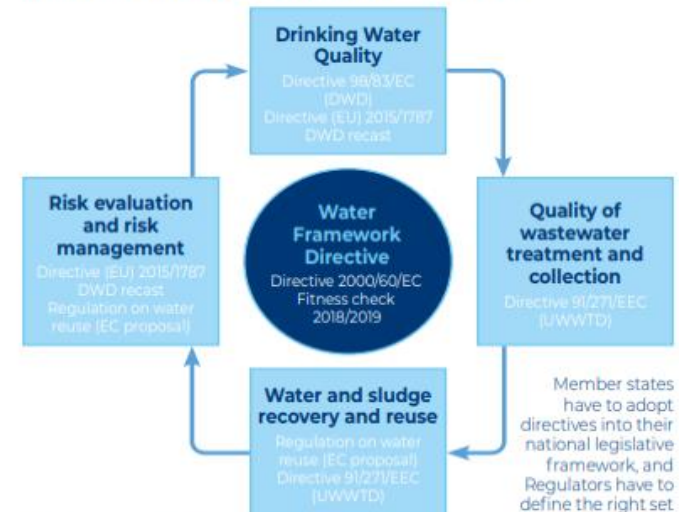 Drinking Water
Quality
Directive 98/83/EC
(DWD)
Directive (EU) 2015/1787
DWD recast
Risk evaluation
and risk
management
Directive (EU) 2015/1787
DWD recast
Regulation on water
reuse (EC proposal)
Water
Framework
Directive
Directive 2000/60/EC
Fitness check
2018/2019
Quality of
wastewater
treatment and
collection
Directive 91/271/EEC
(UWWTD)
Water and sludge
recovery and reuse
Regulation on water
reuse (EC proposal)
Directive 91/271/EEC
(UWWTD)
Member states
have to adopt
directives into their
national legislative
framework, and
Regulators have to
define the right set